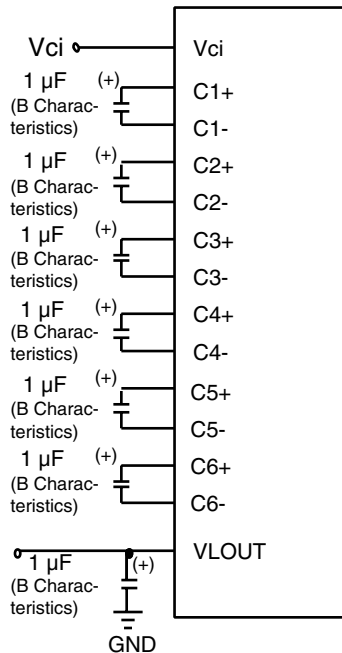 Vci Vci
1 µF (+) C1+
(B Charac-
teristics) C1-
1 µF (+) C2+
(B Charac-
teristics) C2-
1 µF (+) C3+
(B Charac-
teristics) C3-
1 µF (+) C4+
(B Charac-
teristics) C4-
1 µF (+) C5+
(B Charac-
teristics) C5-
1 µF (+) C6+
(B Charac-
teristics) C6-
VLOUT
1 µF (+)
(B Charac-
teristics)
GND